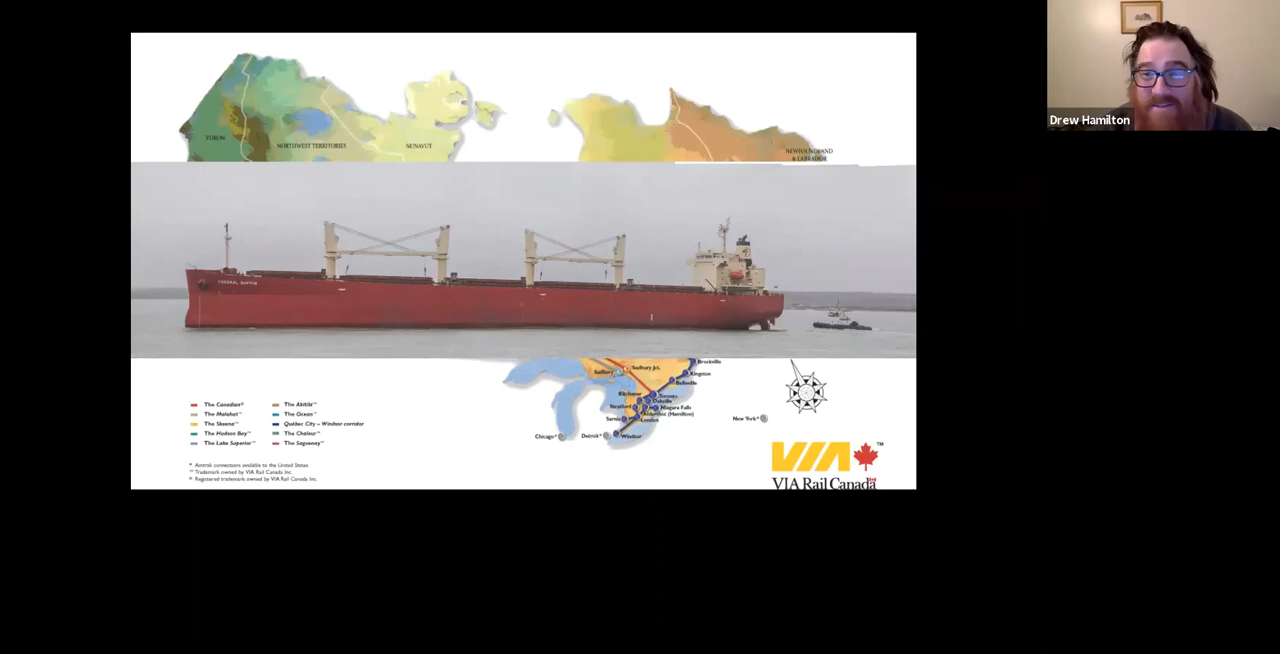 Drew Hamilton
YUKON
NORTHWEST TERRITORIES
NUNAVUT
NEWFOUNDLAND
& LABRADOR
FEDERAL BAFFIN
Brockville
Sudbury Jct.
Sudbury
Kingston
Belleville
Kitchener
Toronto
Oakville
Stratford
Niagara Falls
Aldershot (Hamilton)
Sarnia
London
New York*
Chicago*
Detroit*
Windsor
The Canadian®
The Malahat™
The Skeena™
The Hudson Bay™
The Lake Superior™
The Abitibi™
The Ocean™
Québec City – Windsor corridor
The Chaleur™
The Saguenay™
* Amtrak connections available to the United States.
™ Trademark owned by VIA Rail Canada Inc.
® Registered trademark owned by VIA Rail Canada Inc.
VIA ™
VIA Rail Canada